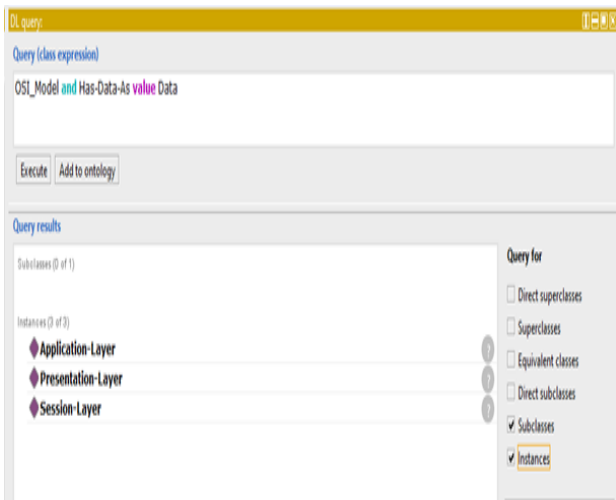 DL query:
Query (class expression)
OSI_Model and Has-Data-As value Data
Execute Add to ontology
Query results
Subclasses (0 of 1)
Instances (3 of 3)
Application-Layer
Presentation-Layer
Session-Layer
?
?
?
Query for
Direct superclasses
Superclasses
Equivalent classes
Direct subclasses
Subclasses
Instances